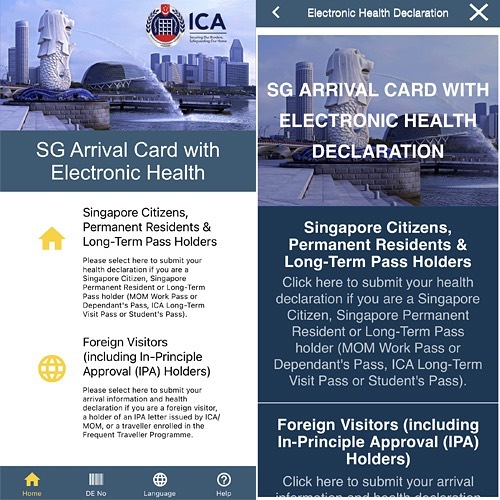 ICA
Securing Our Borders,
Safeguarding Our Home
SG Arrival Card with
Electronic Health
Singapore Citizens,
Permanent Residents &
Long-Term Pass Holders
Please select here to submit your
health declaration if you are a
Singapore Citizen, Singapore
Permanent Resident or Long-Term
Pass holder (MOM Work Pass or
Dependant's Pass, ICA Long-Term
Visit Pass or Student's Pass).
Foreign Visitors
(including In-Principle
Approval (IPA) Holders)
Please select here to submit your
arrival information and health
declaration if you are a foreign visitor,
a holder of an IPA letter issued by ICA/
MOM, or a traveller enrolled in the
Frequent Traveller Programme.
Home
DE No
Language
Help
Electronic Health Declaration
SG ARRIVAL CARD WITH
ELECTRONIC HEALTH
DECLARATION
Singapore Citizens,
Permanent Residents &
Long-Term Pass Holders
Click here to submit your health
declaration if you are a Singapore
Citizen, Singapore Permanent
Resident or Long-Term Pass
holder (MOM Work Pass or
Dependant's Pass, ICA Long-Term
Visit Pass or Student's Pass).
Foreign Visitors (including
In-Principle Approval (IPA)
Holders)
Click here to submit your arrival
information and health declaration